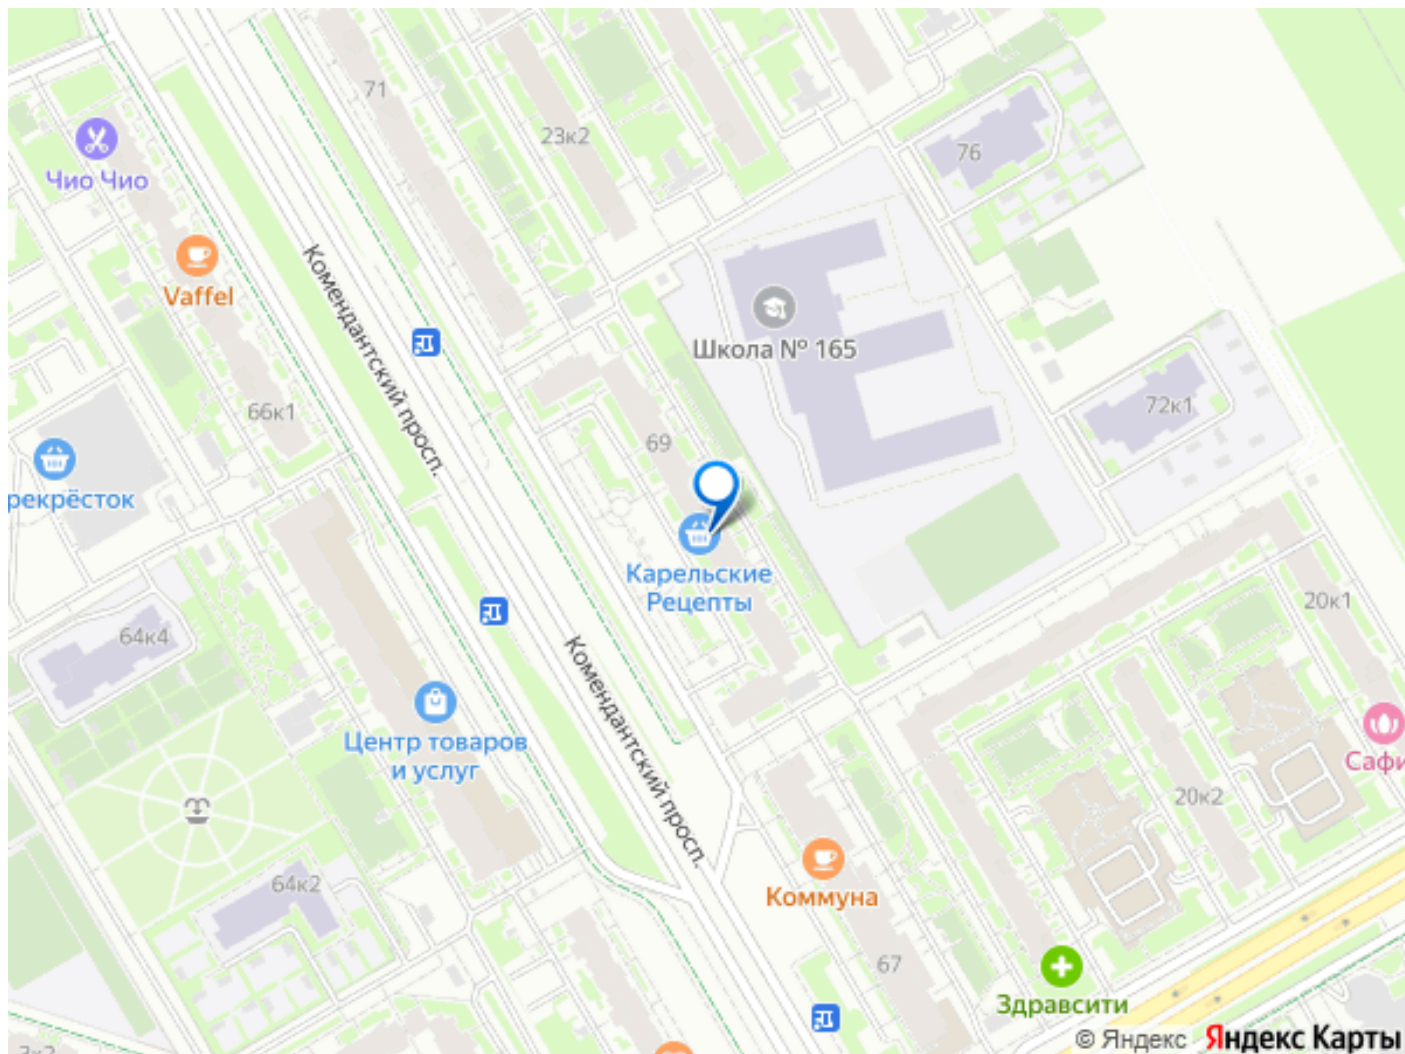 71
23к2
76
Чио Чио
Vaffel
Комендантский просп.
Школа № 165
66к1
72к1
69
рекрёсток
Карельские
Рецепты
64к4
20к1
Комендантский просп.
Центр товаров
и услуг
Сафи
20к2
64к2
Коммуна
67
Здравсити
© Яндекс Яндекс Карты